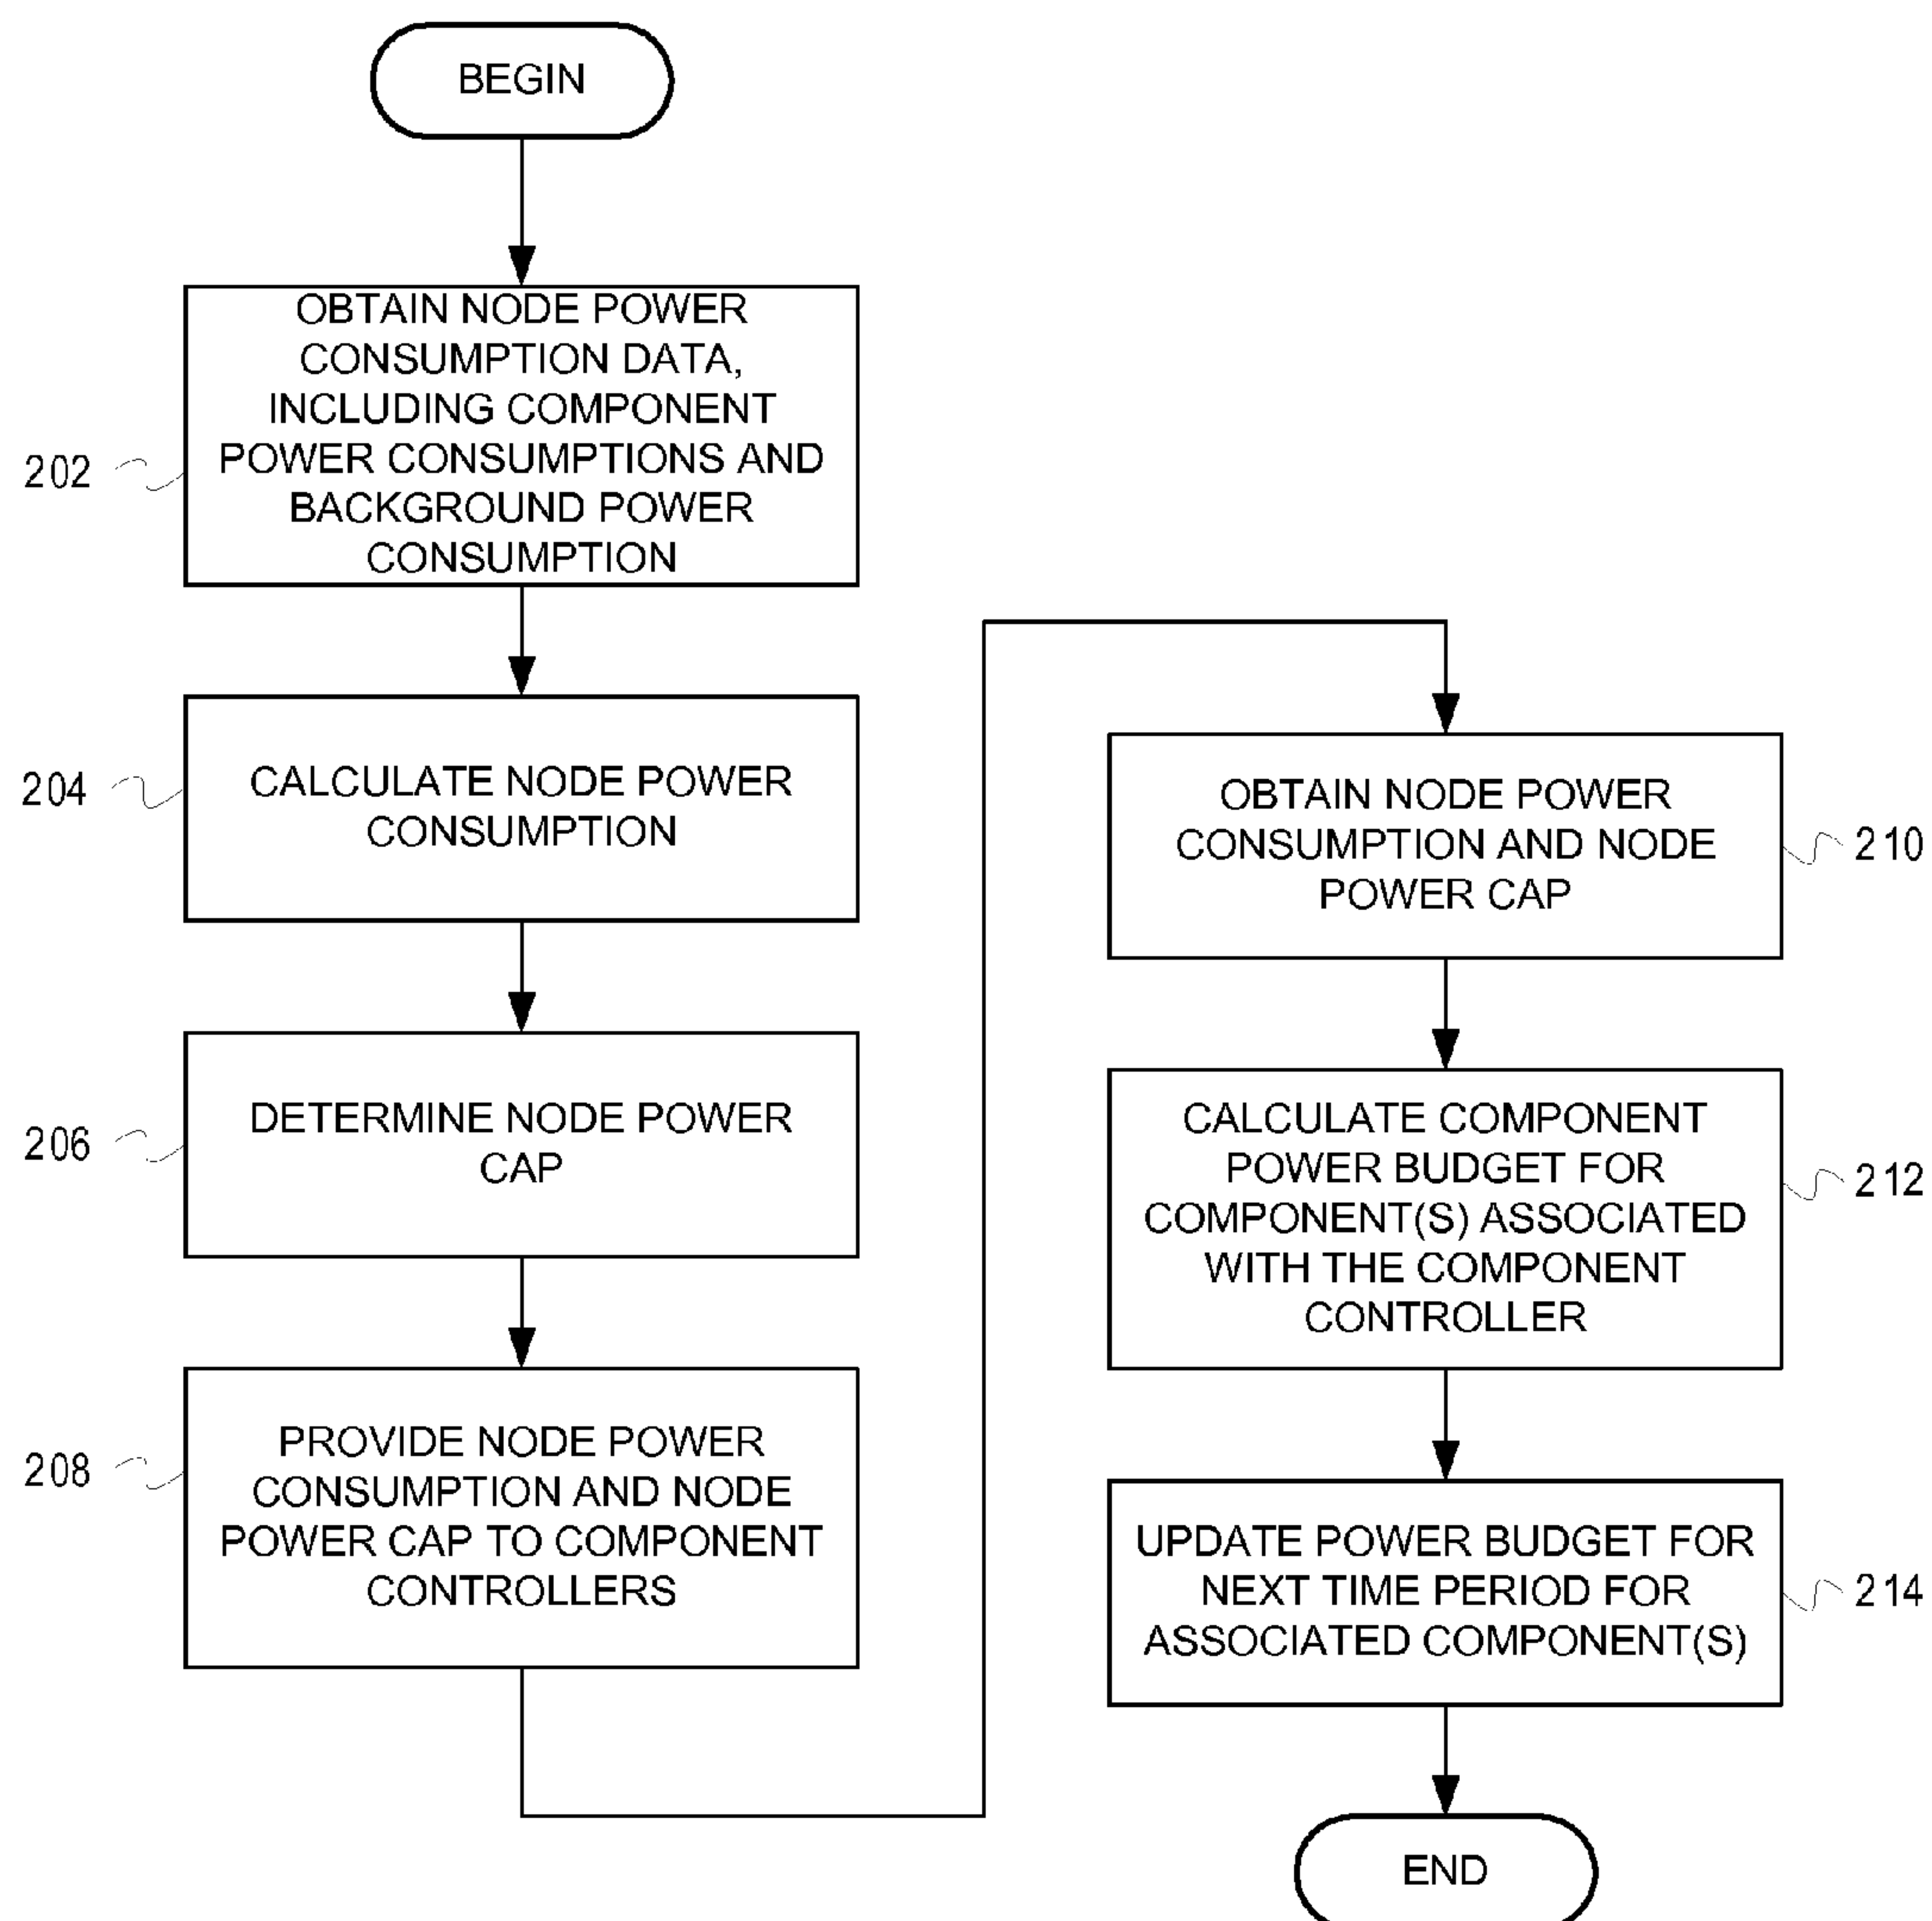 BEGIN
OBTAIN NODE POWER
CONSUMPTION DATA,
INCLUDING COMPONENT
POWER CONSUMPTIONS AND
BACKGROUND POWER
CONSUMPTION
202
CALCULATE NODE POWER
CONSUMPTION
204
DETERMINE NODE POWER
CAP
206
PROVIDE NODE POWER
CONSUMPTION AND NODE
POWER CAP TO COMPONENT
CONTROLLERS
208
OBTAIN NODE POWER
CONSUMPTION AND NODE
POWER CAP
210
CALCULATE COMPONENT
POWER BUDGET FOR
COMPONENT(S) ASSOCIATED
WITH THE COMPONENT
CONTROLLER
212
UPDATE POWER BUDGET FOR
NEXT TIME PERIOD FOR
ASSOCIATED COMPONENT(S)
214
END